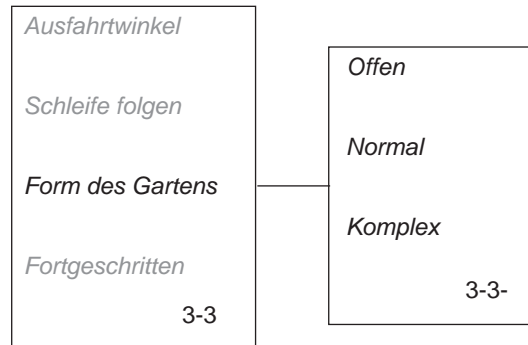 Ausfahrtwinkel
Schleife folgen
Form des Gartens
Fortgeschritten
3-3
Offen
Normal
Komplex
3-3-